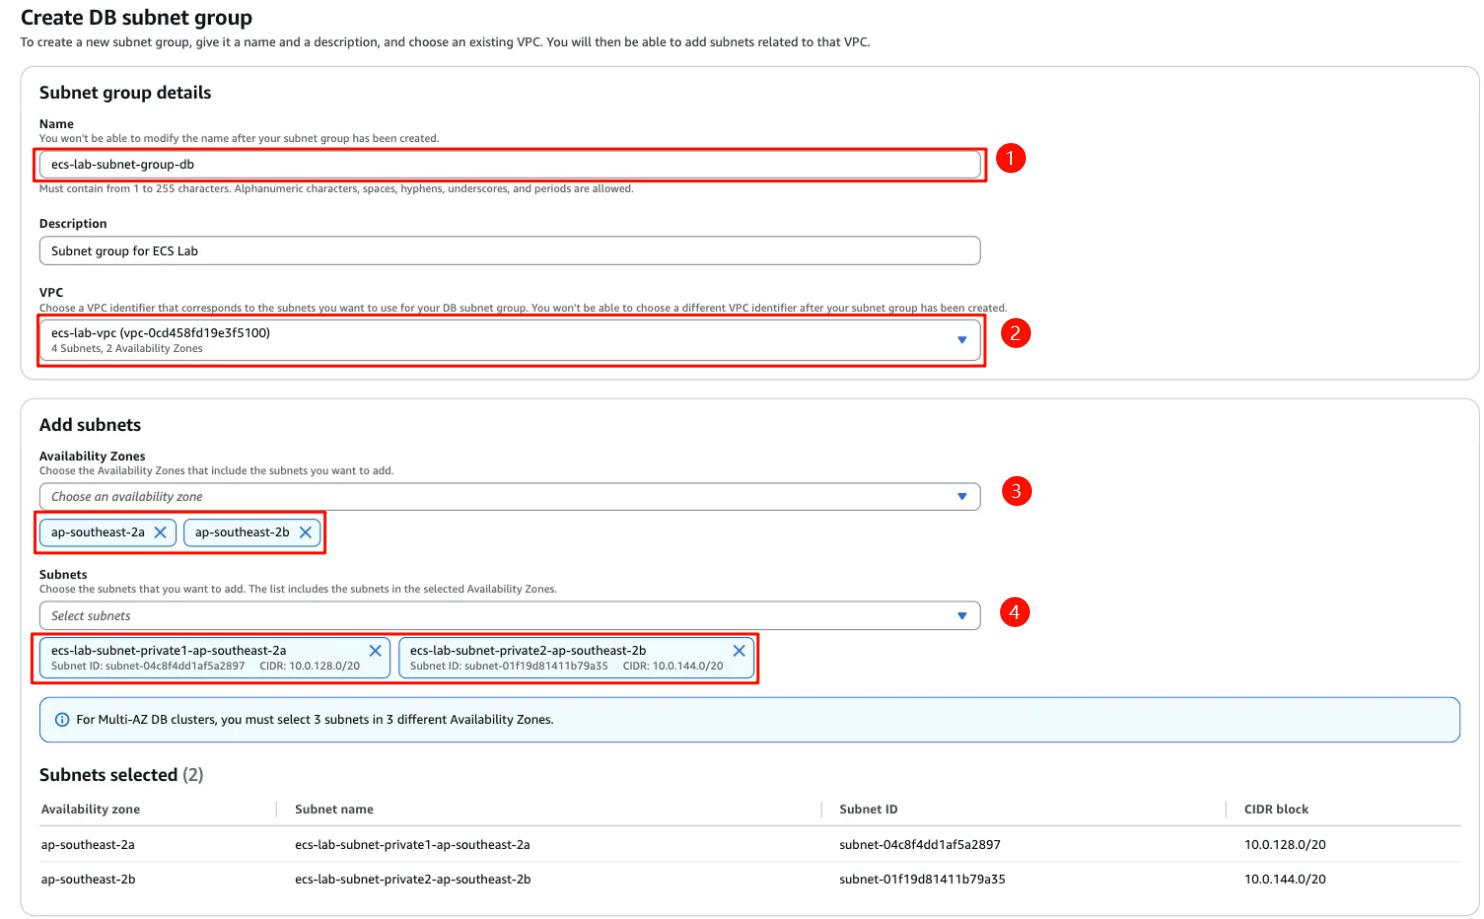 Create DB subnet group
To create a new subnet group, give it a name and a description, and choose an existing VPC. You will then be able to add subnets related to that VPC.
Subnet group details
Name
You won't be able to modify the name after your subnet group has been created.
ecs-lab-subnet-group-db
1
Must contain from 1 to 255 characters. Alphanumeric characters, spaces, hyphens, underscores, and periods are allowed.
Description
Subnet group for ECS Lab
VPC
Choose a VPC identifier that corresponds to the subnets you want to use for your DB subnet group. You won't be able to choose a different VPC identifier after your subnet group has been created.
ecs-lab-vpc (vpc-0cd458fd19e3f5100)
4 Subnets, 2 Availability Zones
2
Add subnets
Availability Zones
Choose the Availability Zones that include the subnets you want to add.
Choose an availability zone
3
ap-southeast-2a ap-southeast-2b
Subnets
Choose the subnets that you want to add. The list includes the subnets in the selected Availability Zones.
Select subnets
4
ecs-lab-subnet-private1-ap-southeast-2a ecs-lab-subnet-private2-ap-southeast-2b
Subnet ID: subnet-04c8f4dd1af5a2897 CIDR: 10.0.128.0/20 Subnet ID: subnet-01f19d81411b79a35 CIDR: 10.0.144.0/20
For Multi-AZ DB clusters, you must select 3 subnets in 3 different Availability Zones.
Subnets selected (2)
Availability zone Subnet name Subnet ID CIDR block
ap-southeast-2a ecs-lab-subnet-private1-ap-southeast-2a subnet-04c8f4dd1af5a2897 10.0.128.0/20
ap-southeast-2b ecs-lab-subnet-private2-ap-southeast-2b subnet-01f19d81411b79a35 10.0.144.0/20